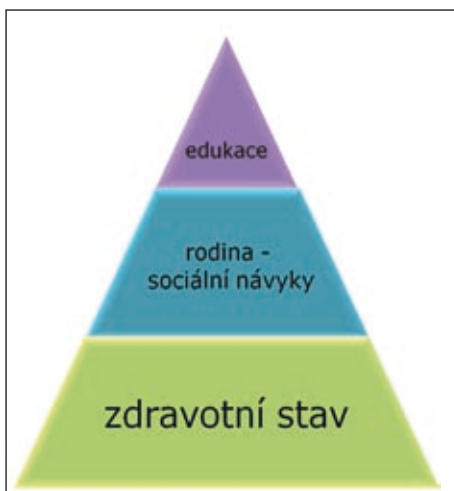 edukace
rodina -
sociální návyky
zdravotní stav